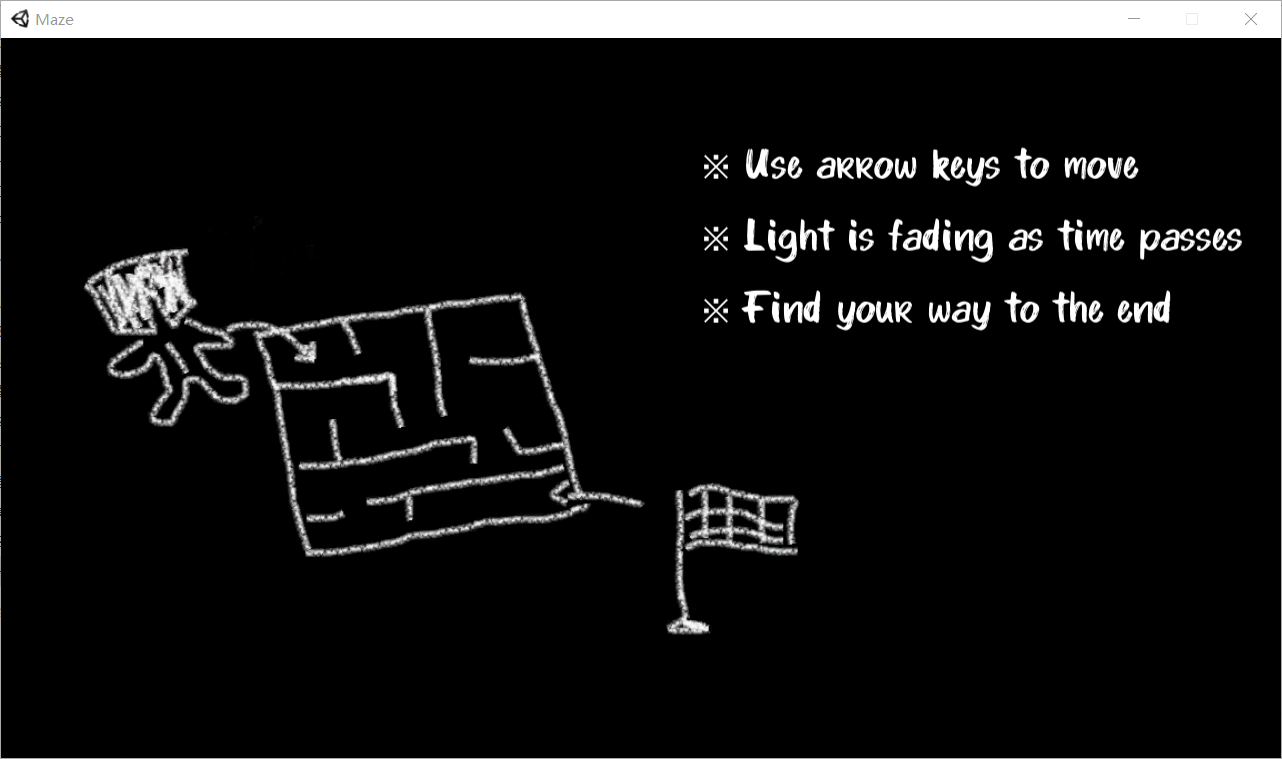 Maze
※ Use arrow keys to move
※ Light is fading as time passes
※ Find your way to the end